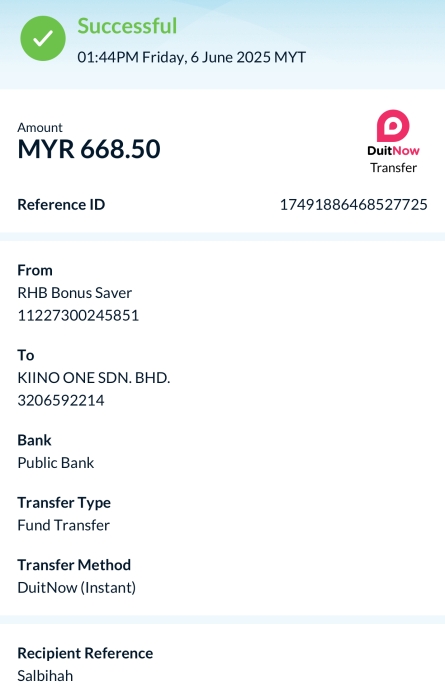 Successful
01:44PM Friday, 6 June 2025 MYT
Amount
MYR 668.50
DuitNow
Transfer
Reference ID 17491886468527725
From
RHB Bonus Saver
11227300245851
To
KIINO ONE SDN. BHD.
3206592214
Bank
Public Bank
Transfer Type
Fund Transfer
Transfer Method
DuitNow (Instant)
Recipient Reference
Salbihah